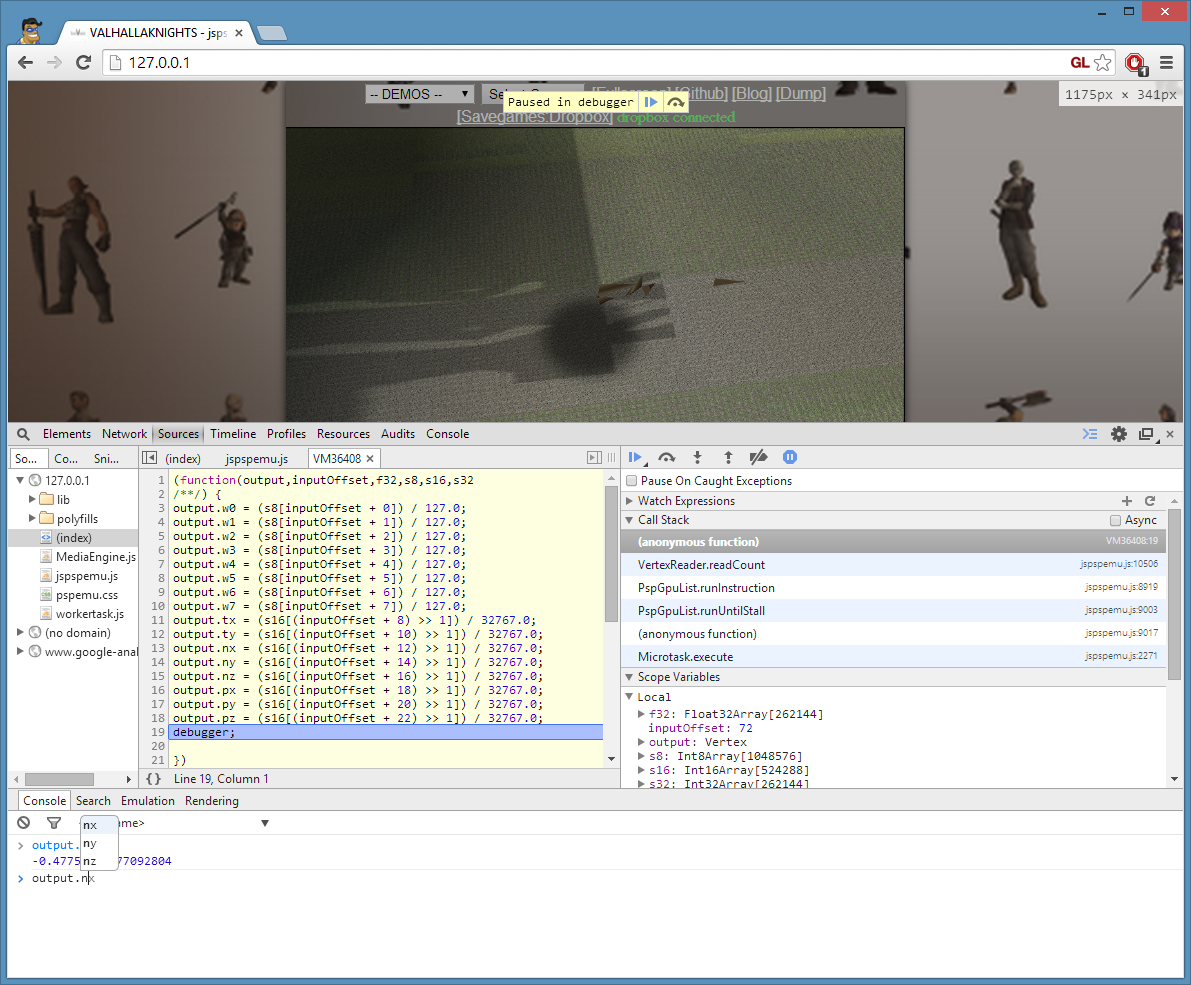 VALHALLAKNIGHTS - jsps
127.0.0.1
GL
1
-- DEMOS --
[Github] [Blog] [Dump]
Paused in debugger
1175px × 341px
[Savegames:Dropbox] dropbox connected
Elements Network Sources Timeline Profiles Resources Audits Console
So... Co... Sni... (index) jspspemu.js VM36408
127.0.0.1
lib
polyfills
(index)
MediaEngine.js
jspspemu.js
pspemu.css
workertask.js
(no domain)
www.google-anal
1 (function(output,inputOffset,f32,s8,s16,s32
2 /**/) {
3 output.w0 = (s8[inputOffset + 0]) / 127.0;
4 output.w1 = (s8[inputOffset + 1]) / 127.0;
5 output.w2 = (s8[inputOffset + 2]) / 127.0;
6 output.w3 = (s8[inputOffset + 3]) / 127.0;
7 output.w4 = (s8[inputOffset + 4]) / 127.0;
8 output.w5 = (s8[inputOffset + 5]) / 127.0;
9 output.w6 = (s8[inputOffset + 6]) / 127.0;
10 output.w7 = (s8[inputOffset + 7]) / 127.0;
11 output.tx = (s16[(inputOffset + 8) >> 1]) / 32767.0;
12 output.ty = (s16[(inputOffset + 10) >> 1]) / 32767.0;
13 output.nx = (s16[(inputOffset + 12) >> 1]) / 32767.0;
14 output.ny = (s16[(inputOffset + 14) >> 1]) / 32767.0;
15 output.nz = (s16[(inputOffset + 16) >> 1]) / 32767.0;
16 output.px = (s16[(inputOffset + 18) >> 1]) / 32767.0;
17 output.py = (s16[(inputOffset + 20) >> 1]) / 32767.0;
18 output.pz = (s16[(inputOffset + 22) >> 1]) / 32767.0;
19 debugger;
20
21 })
{} Line 19, Column 1
Pause On Caught Exceptions
Watch Expressions
Call Stack Async
(anonymous function) VM36408:19
VertexReader.readCount jspspemu.js:10506
PspGpuList.runInstruction jspspemu.js:8919
PspGpuList.runUntilStall jspspemu.js:9003
(anonymous function) jspspemu.js:9017
Microtask.execute jspspemu.js:2271
Scope Variables
Local
f32: Float32Array[262144]
inputOffset: 72
output: Vertex
s8: Int8Array[1048576]
s16: Int16Array[524288]
s32: Int32Array[262144]
Console Search Emulation Rendering
nx
ny
nz
output.
-0.4775 77092804
output.nx